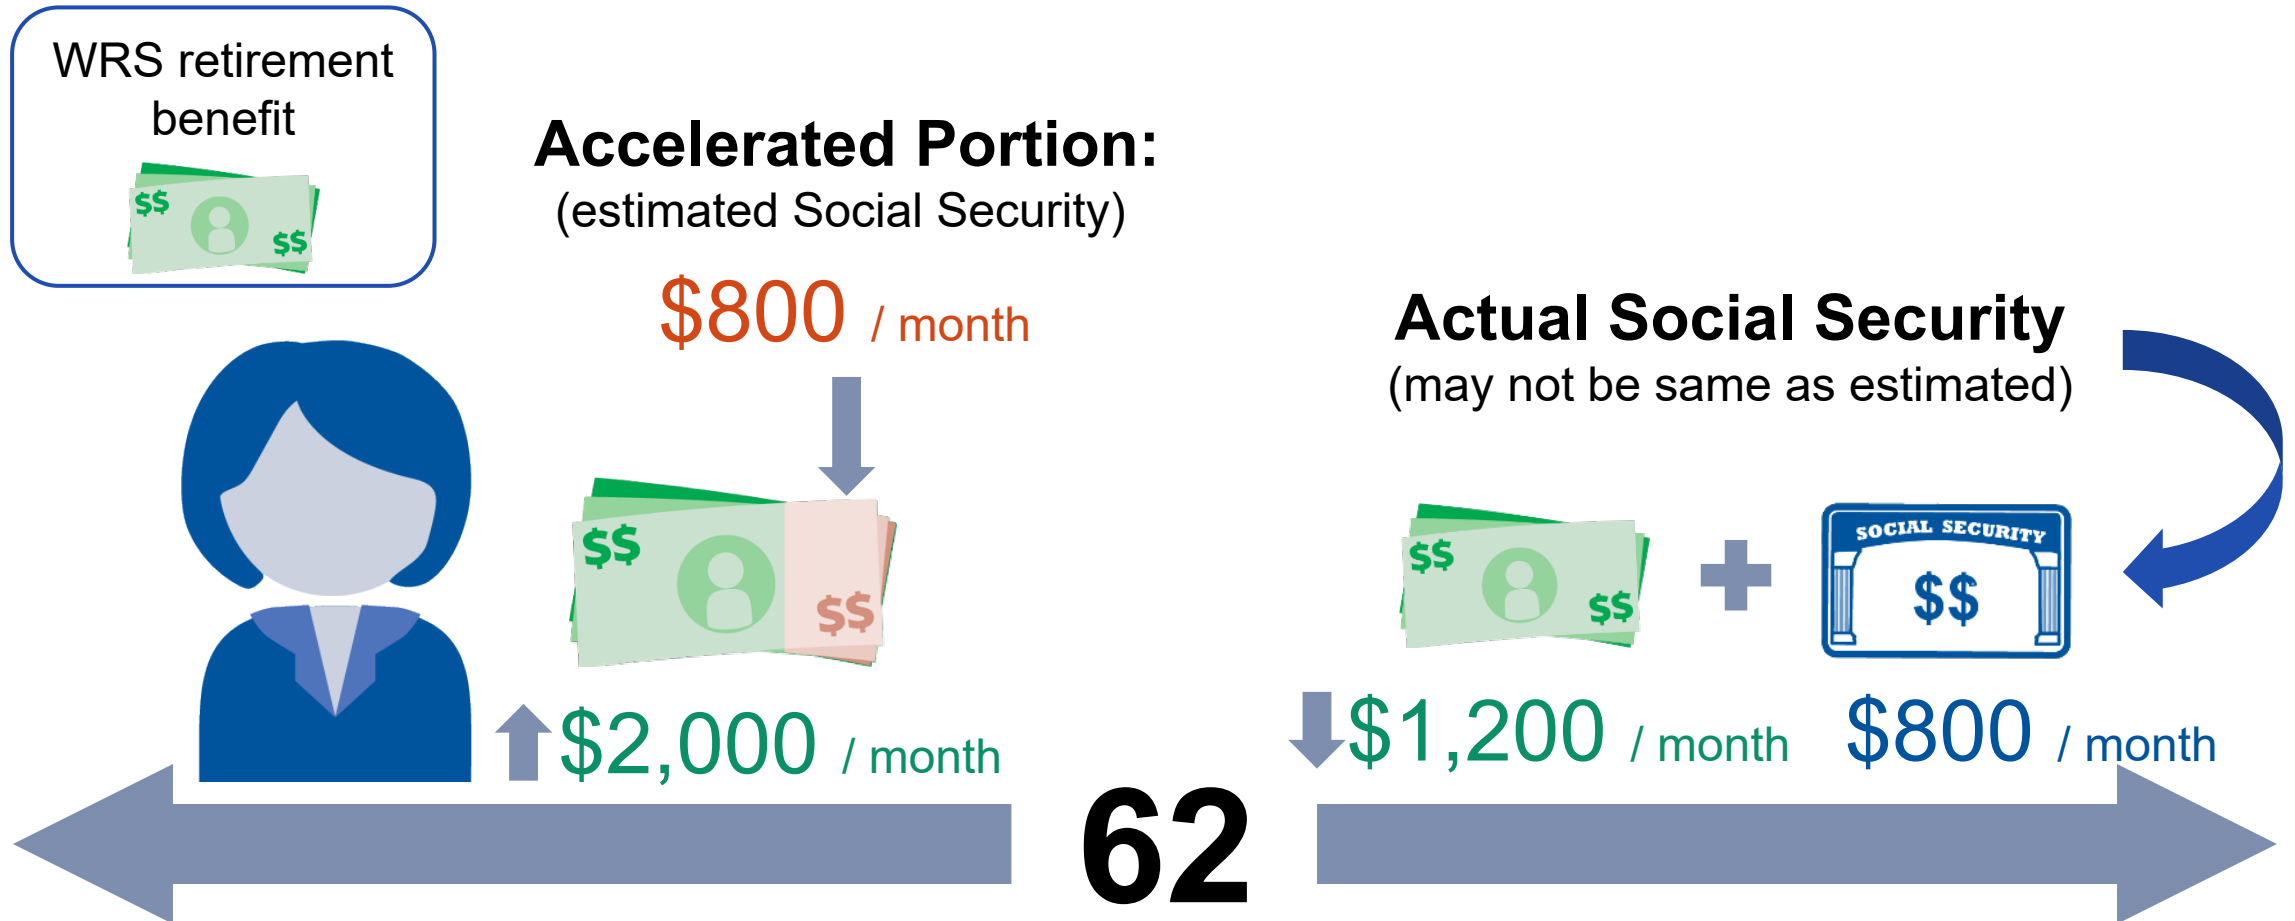 WRS retirement
benefit
$$
$$
Accelerated Portion:
(estimated Social Security)
$800 / month
$$
$$
$2,000 / month
Actual Social Security
(may not be same as estimated)
$$
$$
SOCIAL SECURITY
$$
$1,200 / month
$800 / month
62